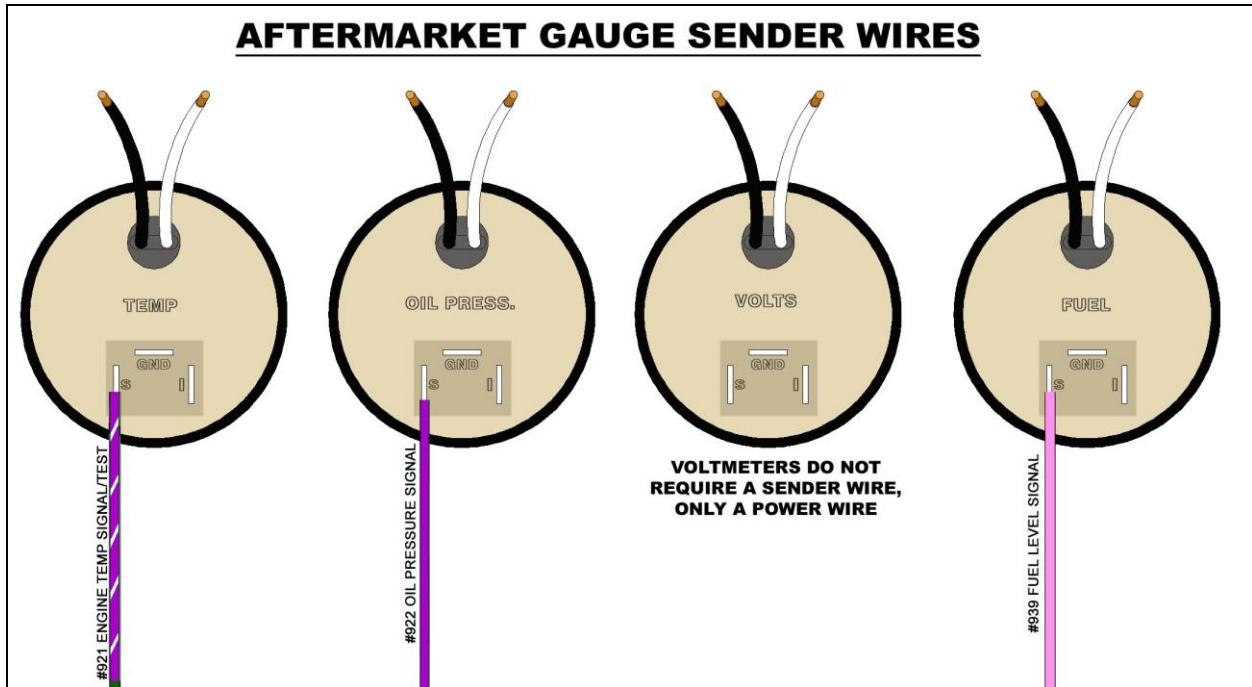 AFTERMARKET GAUGE SENDER WIRES
TEMP
GND
S
I
#921 ENGINE TEMP SIGNAL/TEST
OIL PRESS.
GND
S
I
#922 OIL PRESSURE SIGNAL
VOLTS
GND
S
I
VOLTMETERS DO NOT
REQUIRE A SENDER WIRE,
ONLY A POWER WIRE
FUEL
GND
S
I
#939 FUEL LEVEL SIGNAL